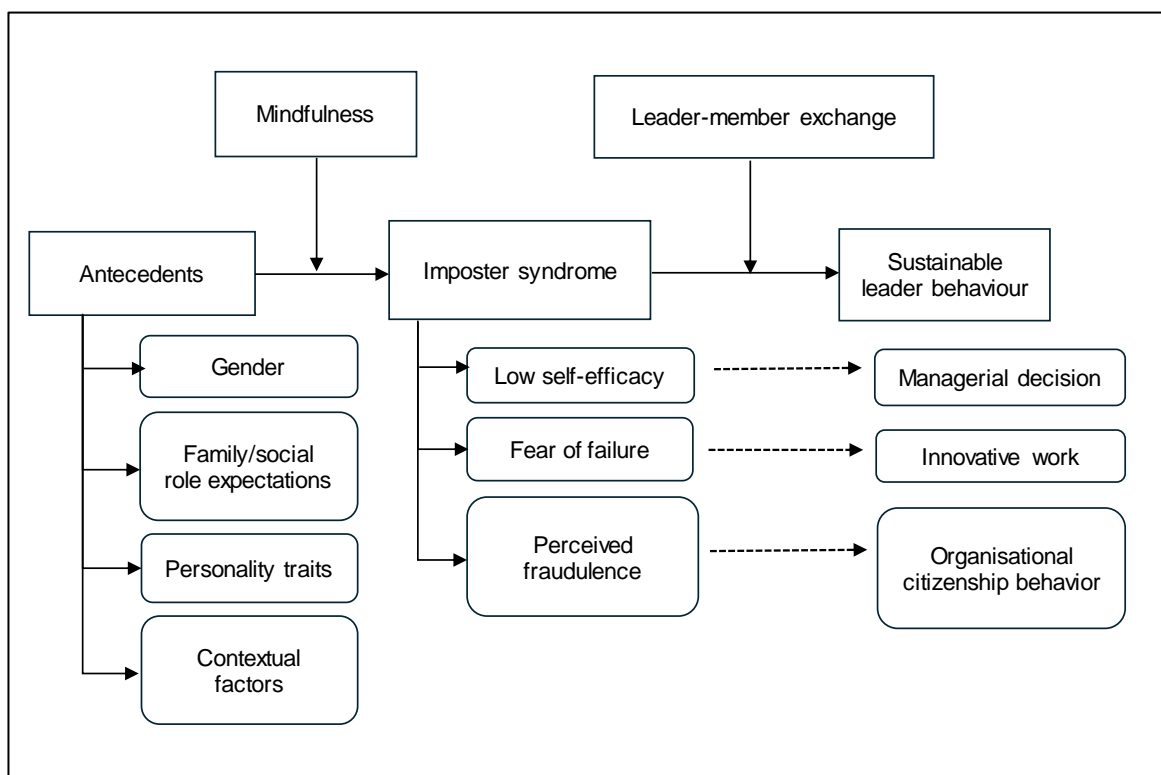 Mindfulness
Leader-member exchange
Antecedents
Imposter syndrome
Sustainable
leader behaviour
Gender
Low self-efficacy
Managerial decision
Family/social
role expectations
Fear of failure
Innovative work
Personality traits
Perceived
fraudulence
Organisational
citizenship behavior
Contextual
factors